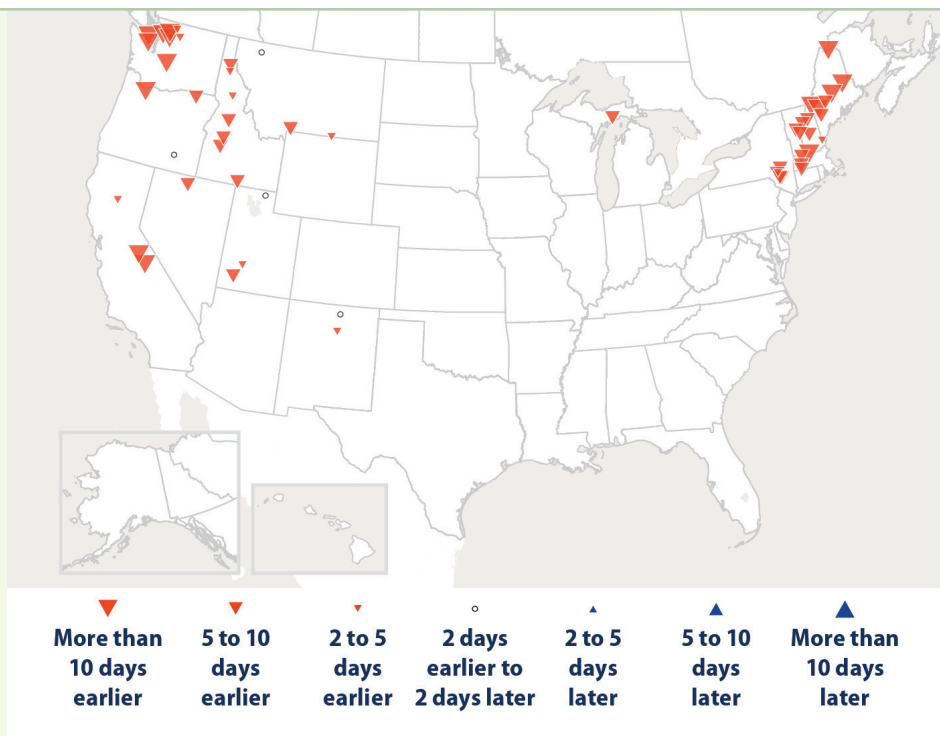 More than
10 days
earlier
5 to 10
days
earlier
2 to 5
days
earlier
2 days
earlier to
2 days later
2 to 5
days
later
5 to 10
days
later
More than
10 days
later